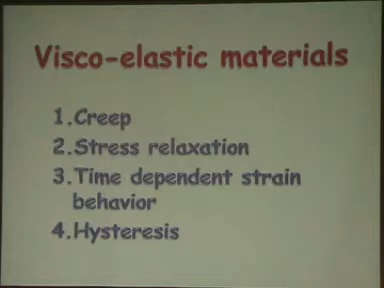 Visco-elastic materials
1.Creep
2.Stress relaxation
3.Time dependent strain
behavior
4.Hysteresis